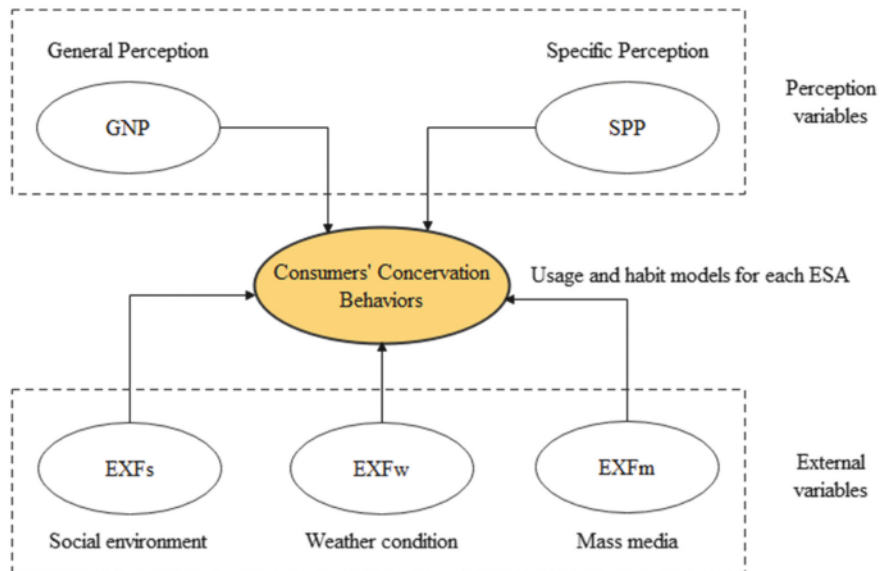 General Perception
Specific Perception
GNP
SPP
Perception
variables
Consumers' Concervation
Behaviors
Usage and habit models for each ESA
EXFs
EXFw
EXFm
External
variables
Social environment
Weather condition
Mass media